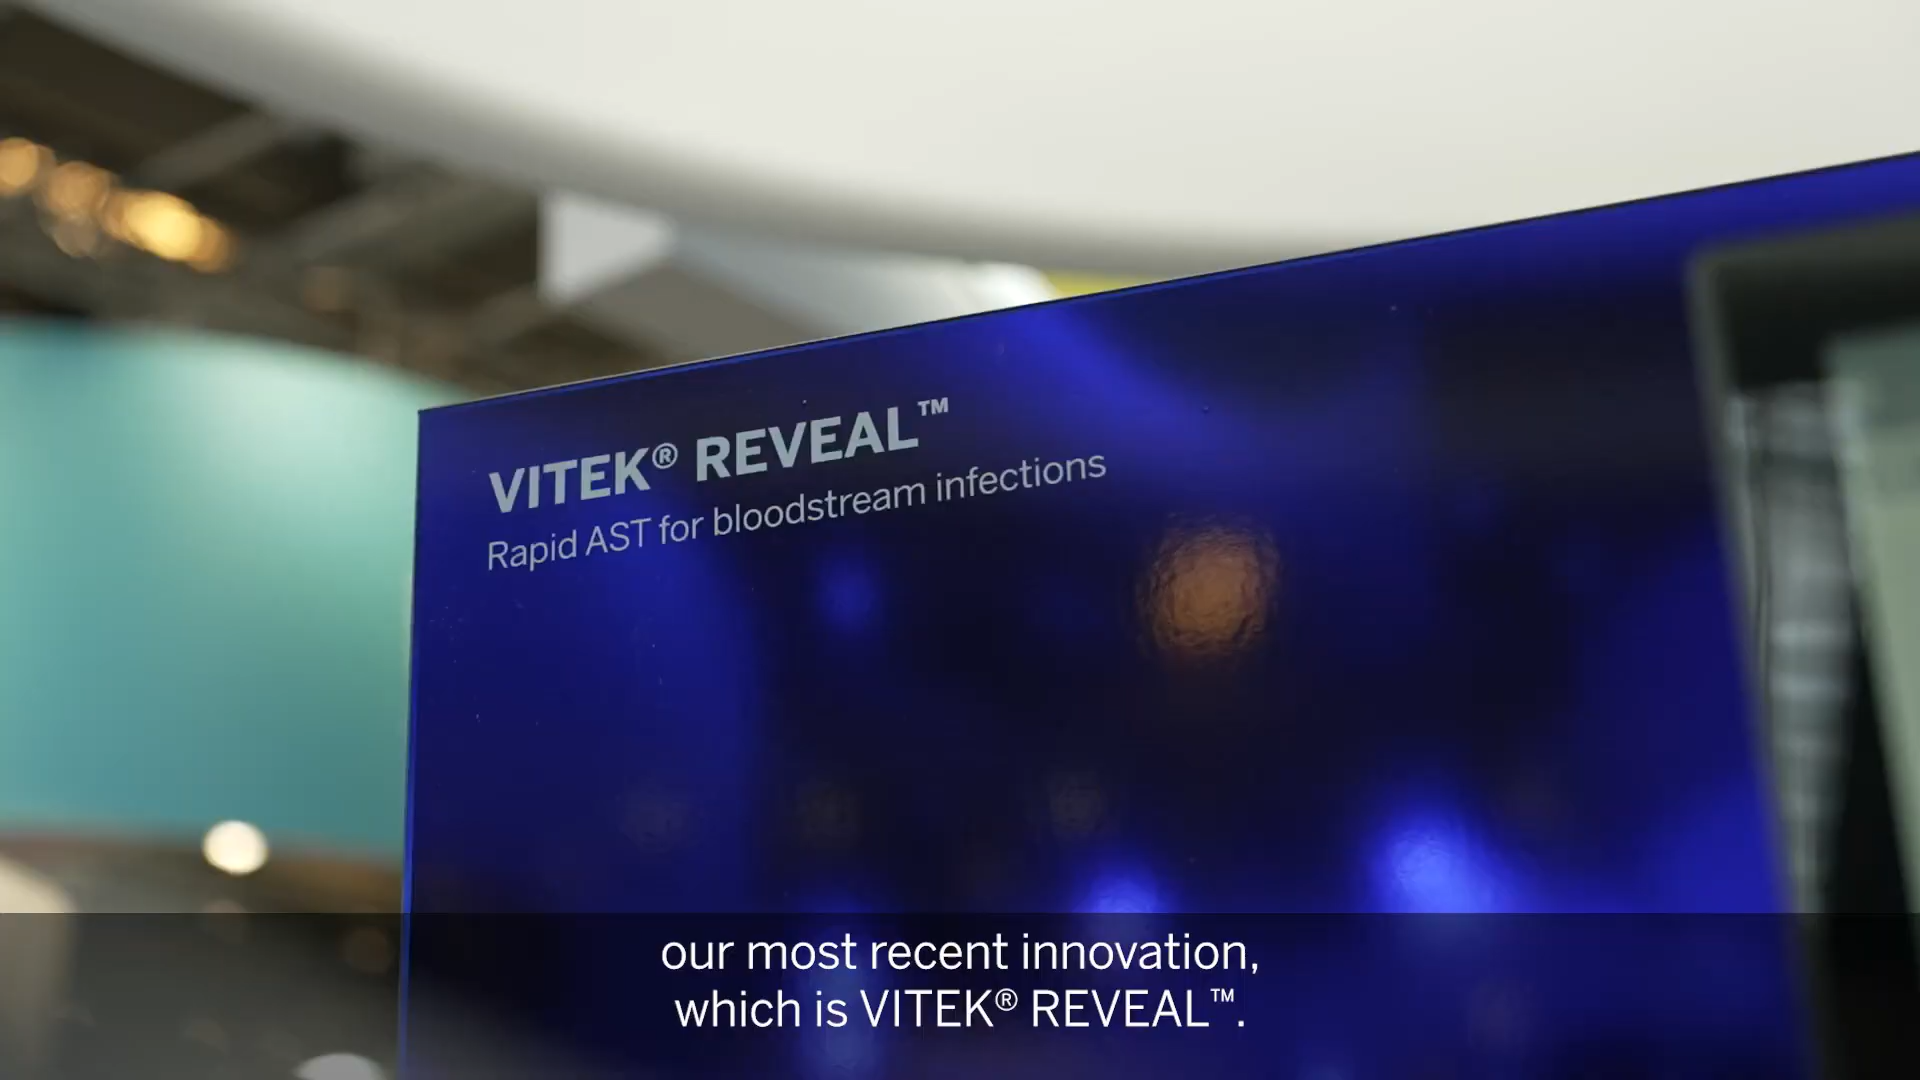 VITEK® REVEAL™
Rapid AST for bloodstream infections
our most recent innovation,
which is VITEK® REVEAL™.